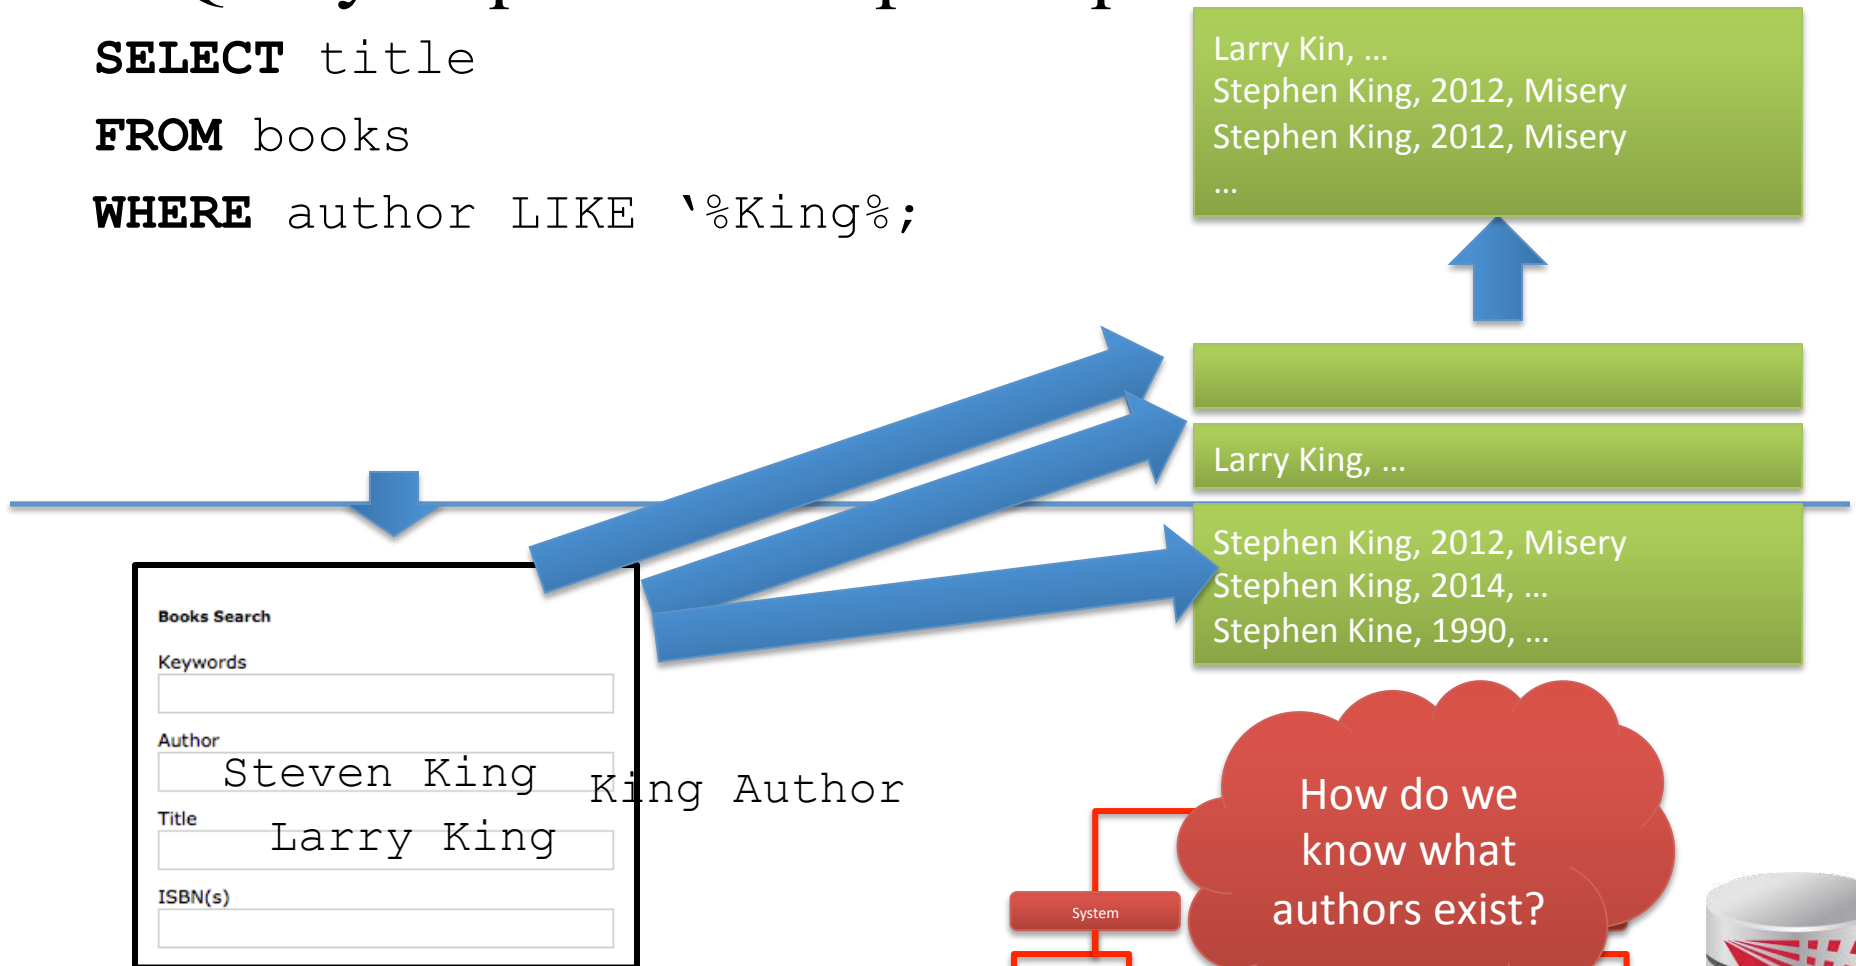 SELECT title
FROM books
WHERE author LIKE ‘%King%;
Larry Kin, ...
Stephen King, 2012, Misery
Stephen King, 2012, Misery
...
Larry King, ...
Stephen King, 2012, Misery
Stephen King, 2014, ...
Stephen Kine, 1990, ...
Books Search
Keywords
Author
Steven King
King Author
Title
Larry King
ISBN(s)
How do we
know what
authors exist?
System